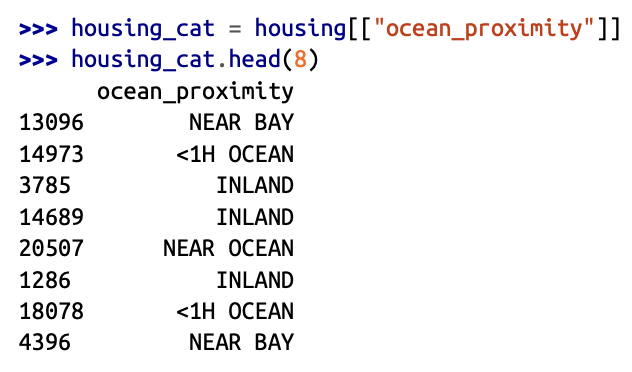 >>> housing_cat = housing[["ocean_proximity"]]
>>> housing_cat.head(8)
      ocean_proximity
13096        NEAR BAY
14973       <1H OCEAN
3785           INLAND
14689          INLAND
20507      NEAR OCEAN
1286           INLAND
18078       <1H OCEAN
4396         NEAR BAY